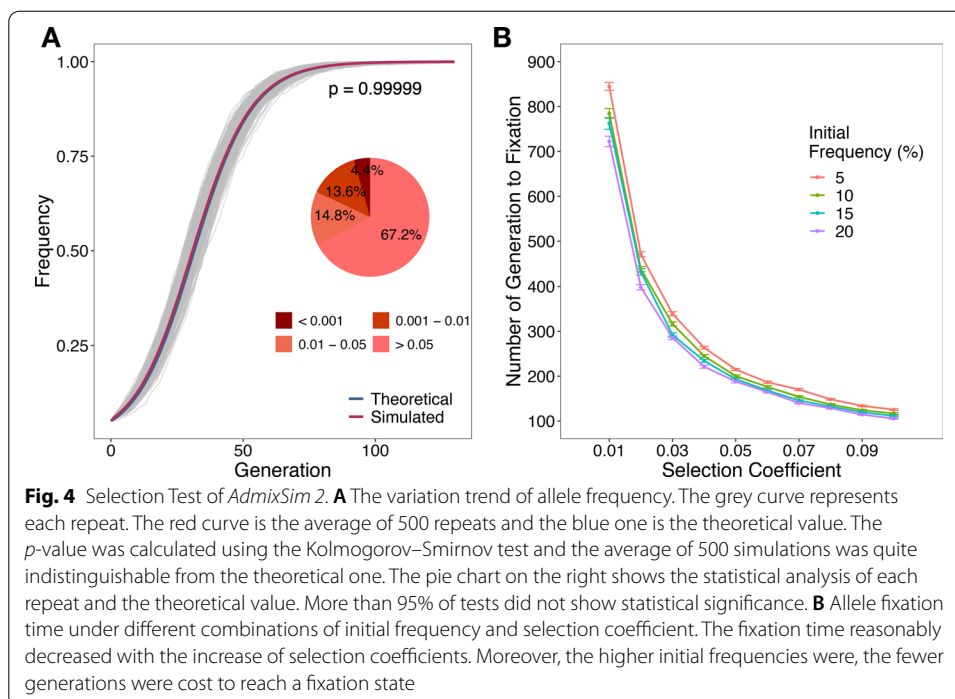 A
1.00
0.75
0.50
0.25
Frequency
p = 0.99999
4.4%
13.6%
14.8%
67.2%
< 0.001
0.001 − 0.01
0.01 − 0.05
> 0.05
Theoretical
Simulated
0
50
100
Generation
B
900
800
700
600
500
400
300
200
100
Number of Generation to Fixation
Initial
Frequency (%)
5
10
15
20
0.01
0.03
0.05
0.07
0.09
Selection Coefficient
Fig. 4 Selection Test of AdmixSim 2. A The variation trend of allele frequency. The grey curve represents
each repeat. The red curve is the average of 500 repeats and the blue one is the theoretical value. The
p-value was calculated using the Kolmogorov–Smirnov test and the average of 500 simulations was quite
indistinguishable from the theoretical one. The pie chart on the right shows the statistical analysis of each
repeat and the theoretical value. More than 95% of tests did not show statistical significance. B Allele fixation
time under different combinations of initial frequency and selection coefficient. The fixation time reasonably
decreased with the increase of selection coefficients. Moreover, the higher initial frequencies were, the fewer
generations were cost to reach a fixation state